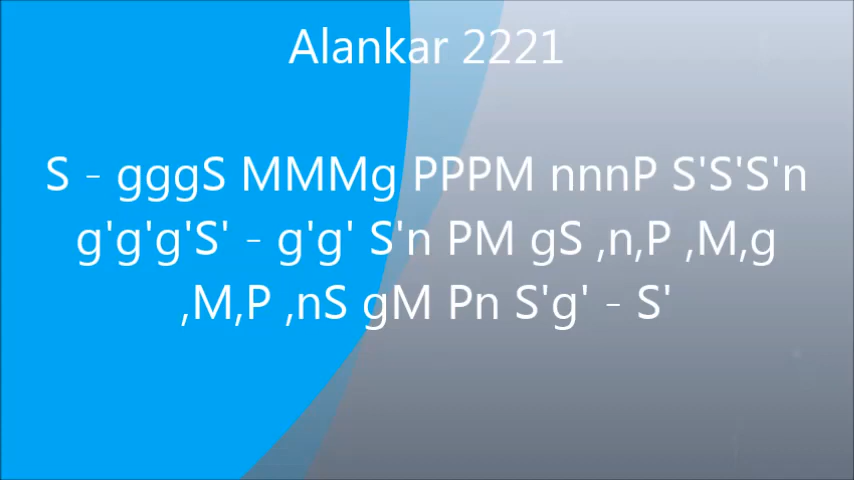 Alankar 2221
S - gggS MMMg PPPM nnnP S'S'S'n
g'g'g'S' - g'g' S'n PM gS ,n,P ,M,g
,M,P ,nS gM Pn S'g' - S'